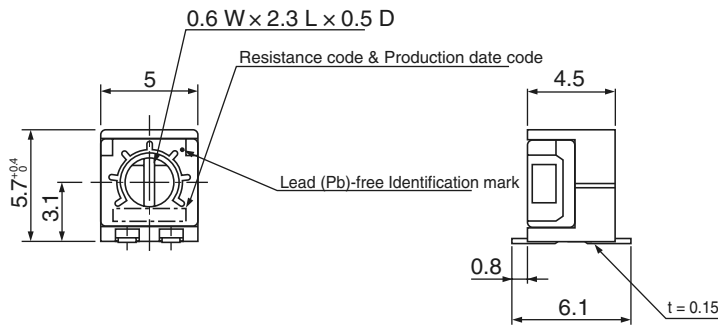 0.6 W × 2.3 L × 0.5 D
Resistance code & Production date code
5
4.5
5.7 +0.4 0
3.1
Lead (Pb)-free Identification mark
0.8
6.1
t = 0.15